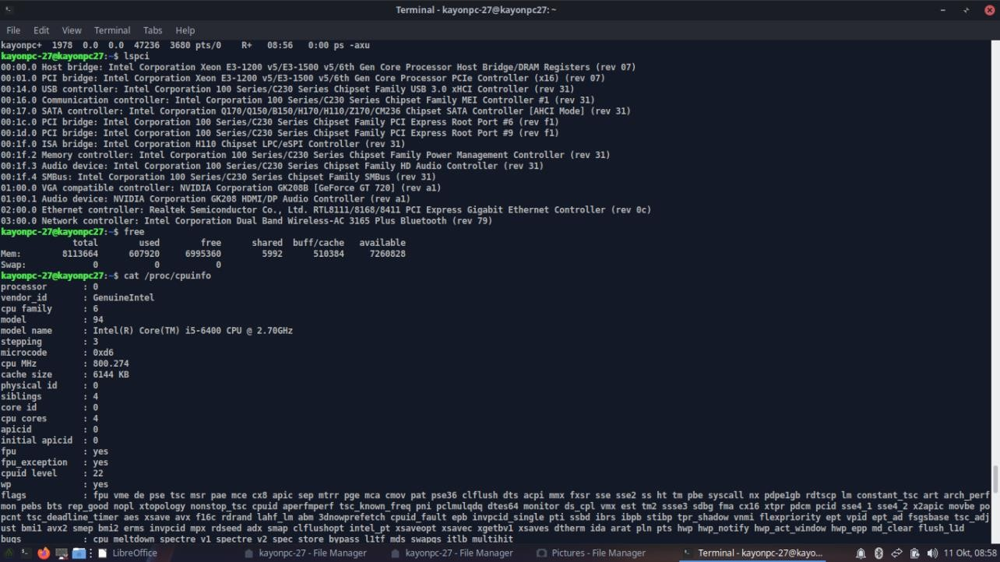 Terminal - kayonpc-27@kayonpc27: ~
File Edit View Terminal Tabs Help
kayonpc+  1978  0.0  0.0  47236  3680 pts/0    R+   08:56   0:00 ps -axu
kayonpc-27@kayonpc27:~$ lspci
00:00.0 Host bridge: Intel Corporation Xeon E3-1200 v5/E3-1500 v5/6th Gen Core Processor Host Bridge/DRAM Registers (rev 07)
00:01.0 PCI bridge: Intel Corporation Xeon E3-1200 v5/E3-1500 v5/6th Gen Core Processor PCIe Controller (x16) (rev 07)
00:14.0 USB controller: Intel Corporation 100 Series/C230 Series Chipset Family USB 3.0 xHCI Controller (rev 31)
00:16.0 Communication controller: Intel Corporation 100 Series/C230 Series Chipset Family MEI Controller #1 (rev 31)
00:17.0 SATA controller: Intel Corporation Q170/Q150/B150/H170/H110/Z170/CM236 Chipset SATA Controller [AHCI Mode] (rev 31)
00:1c.0 PCI bridge: Intel Corporation 100 Series/C230 Series Chipset Family PCI Express Root Port #6 (rev f1)
00:1d.0 PCI bridge: Intel Corporation 100 Series/C230 Series Chipset Family PCI Express Root Port #9 (rev f1)
00:1f.0 ISA bridge: Intel Corporation H110 Chipset LPC/eSPI Controller (rev 31)
00:1f.2 Memory controller: Intel Corporation 100 Series/C230 Series Chipset Family Power Management Controller (rev 31)
00:1f.3 Audio device: Intel Corporation 100 Series/C230 Series Chipset Family HD Audio Controller (rev 31)
00:1f.4 SMBus: Intel Corporation 100 Series/C230 Series Chipset Family SMBus (rev 31)
01:00.0 VGA compatible controller: NVIDIA Corporation GK208B [GeForce GT 720] (rev a1)
01:00.1 Audio device: NVIDIA Corporation GK208 HDMI/DP Audio Controller (rev a1)
02:00.0 Ethernet controller: Realtek Semiconductor Co., Ltd. RTL8111/8168/8411 PCI Express Gigabit Ethernet Controller (rev 0c)
03:00.0 Network controller: Intel Corporation Dual Band Wireless-AC 3165 Plus Bluetooth (rev 79)
kayonpc-27@kayonpc27:~$ free
              total        used        free      shared  buff/cache   available
Mem:        8113664      607920     6995360        5992      510384     7260828
Swap:             0           0           0
kayonpc-27@kayonpc27:~$ cat /proc/cpuinfo
processor       : 0
vendor_id       : GenuineIntel
cpu family      : 6
model           : 94
model name      : Intel(R) Core(TM) i5-6400 CPU @ 2.70GHz
stepping        : 3
microcode       : 0xd6
cpu MHz         : 800.274
cache size      : 6144 KB
physical id     : 0
siblings        : 4
core id         : 0
cpu cores       : 4
apicid          : 0
initial apicid  : 0
fpu             : yes
fpu_exception   : yes
cpuid level     : 22
wp              : yes
flags           : fpu vme de pse tsc msr pae mce cx8 apic sep mtrr pge mca cmov pat pse36 clflush dts acpi mmx fxsr sse sse2 ss ht tm pbe syscall nx pdpe1gb rdtscp lm constant_tsc art arch_perf
mon pebs bts rep_good nopl xtopology nonstop_tsc cpuid aperfmperf tsc_known_freq pni pclmulqdq dtes64 monitor ds_cpl vmx est tm2 ssse3 sdbg fma cx16 xtpr pdcm pcid sse4_1 sse4_2 x2apic movbe po
pcnt tsc_deadline_timer aes xsave avx f16c rdrand lahf_lm abm 3dnowprefetch cpuid_fault epb invpcid_single pti ssbd ibrs ibpb stibp tpr_shadow vnmi flexpriority ept vpid ept_ad fsgsbase tsc_adj
ust bmi1 avx2 smep bmi2 erms invpcid mpx rdseed adx smap clflushopt intel_pt xsaveopt xsavec xgetbv1 xsaves dtherm ida arat pln pts hwp hwp_notify hwp_act_window hwp_epp md_clear flush_l1d
bugs            : cpu_meltdown spectre_v1 spectre_v2 spec_store_bypass l1tf mds swapgs itlb_multihit
LibreOffice kayonpc-27 - File Manager kayonpc-27 - File Manager Pictures - File Manager Terminal - kayonpc-27@kayo... 11 Okt, 08:58